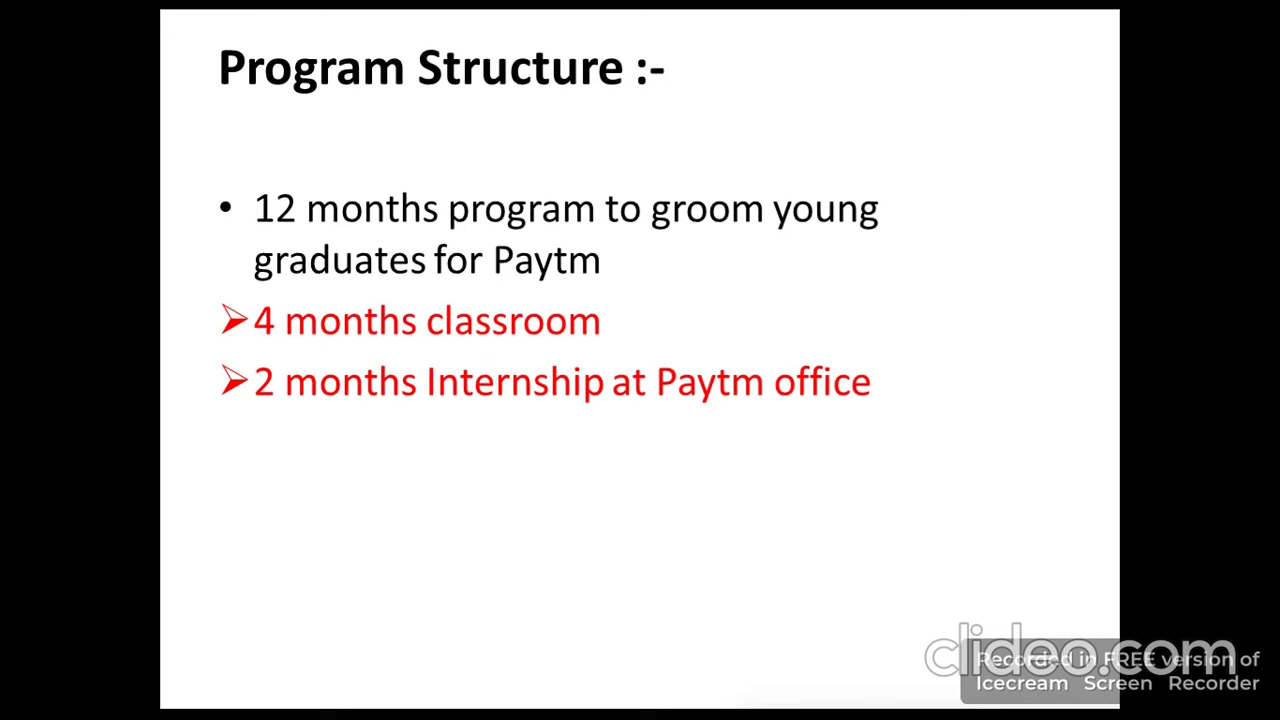 Program Structure :-
• 12 months program to groom young
graduates for Paytm
➢ 4 months classroom
➢ 2 months Internship at Paytm office
clideo.com
Recorded in FREE version of
Icecream Screen Recorder